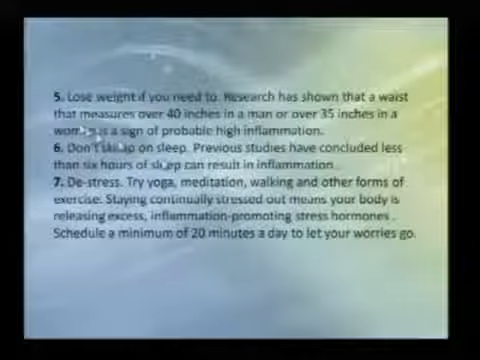 5. Lose weight if you need to. Research has shown that a waist
that measures over 40 inches in a man or over 35 inches in a
woman is a sign of probable high inflammation.
6. Don't skimp on sleep. Previous studies have concluded less
than six hours of sleep can result in inflammation.
7. De-stress. Try yoga, meditation, walking and other forms of
exercise. Staying continually stressed out means your body is
releasing excess, inflammation-promoting stress hormones .
Schedule a minimum of 20 minutes a day to let your worries go.